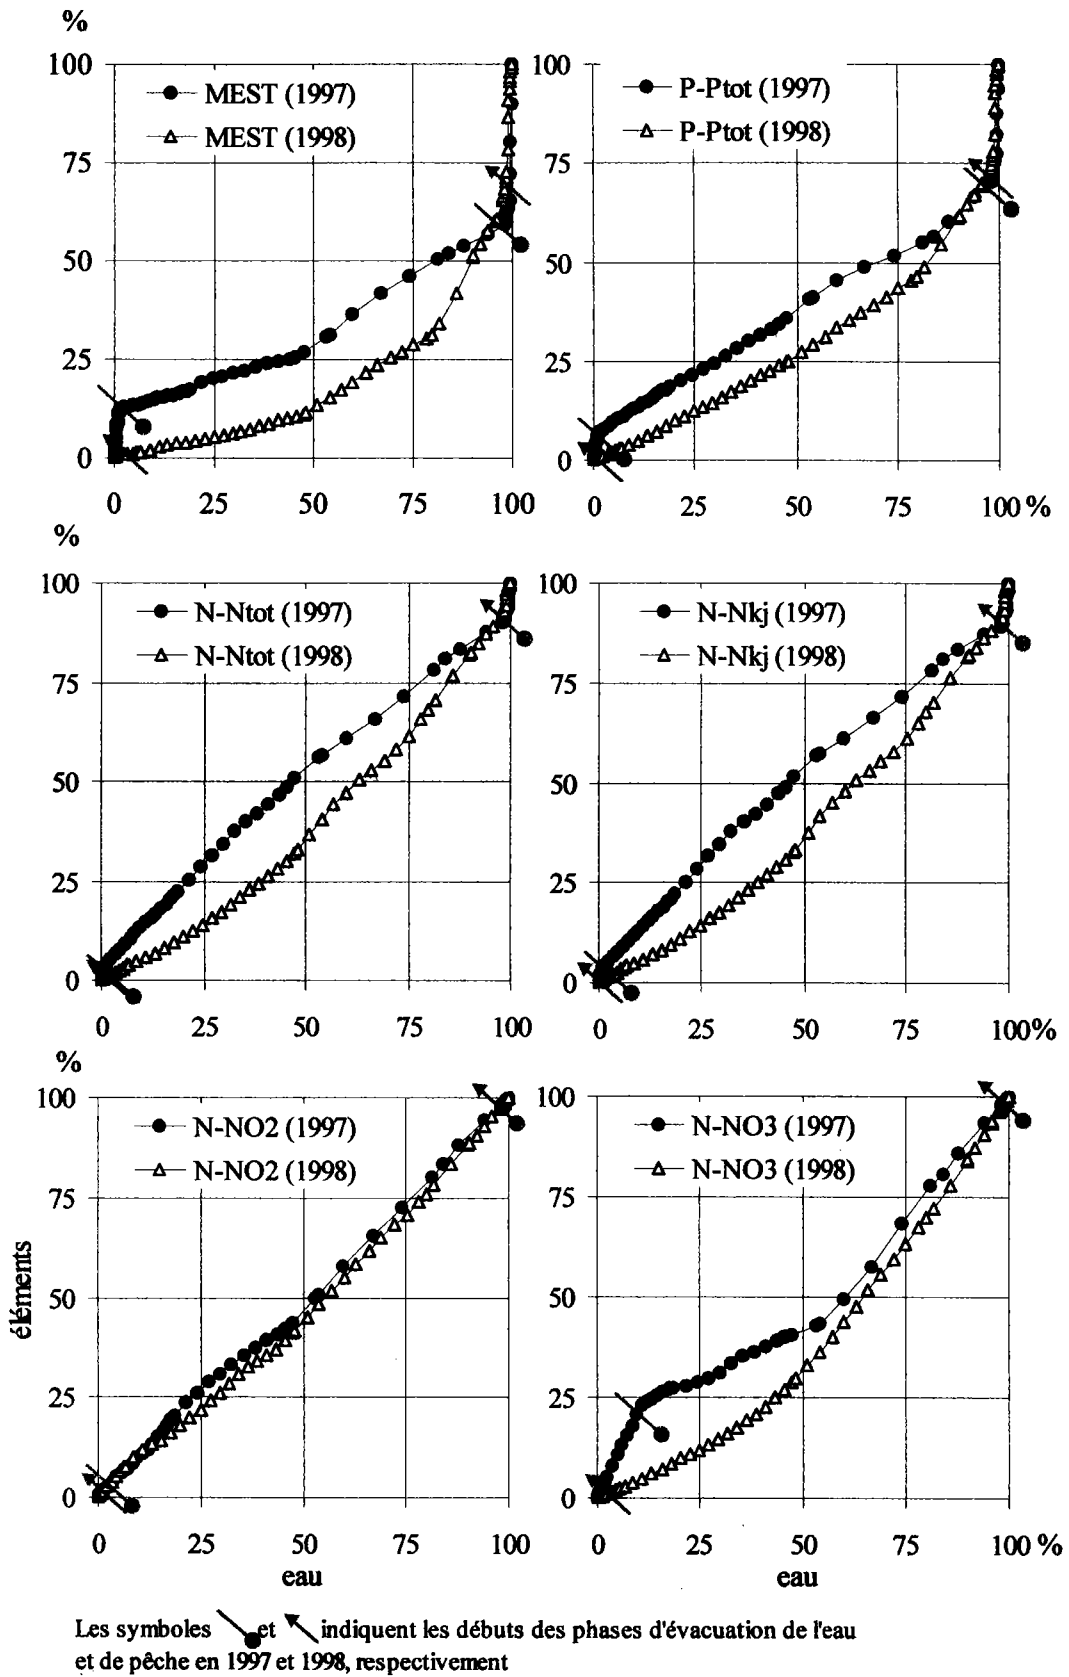 %
100
75
50
25
0
MEST (1997)
MEST (1998)
0 25 50 75 100
100
75
50
25
0
P-Ptot (1997)
P-Ptot (1998)
0 25 50 75 100 %
%
100
75
50
25
0
N-Ntot (1997)
N-Ntot (1998)
0 25 50 75 100
100
75
50
25
0
N-Nkj (1997)
N-Nkj (1998)
0 25 50 75 100%
%
éléments
100
75
50
25
0
N-NO2 (1997)
N-NO2 (1998)
0 25 50 75 100
eau
100
75
50
25
0
N-NO3 (1997)
N-NO3 (1998)
0 25 50 75 100 %
eau
Les symboles et indiquent les débuts des phases d'évacuation de l'eau
et de pêche en 1997 et 1998, respectivement